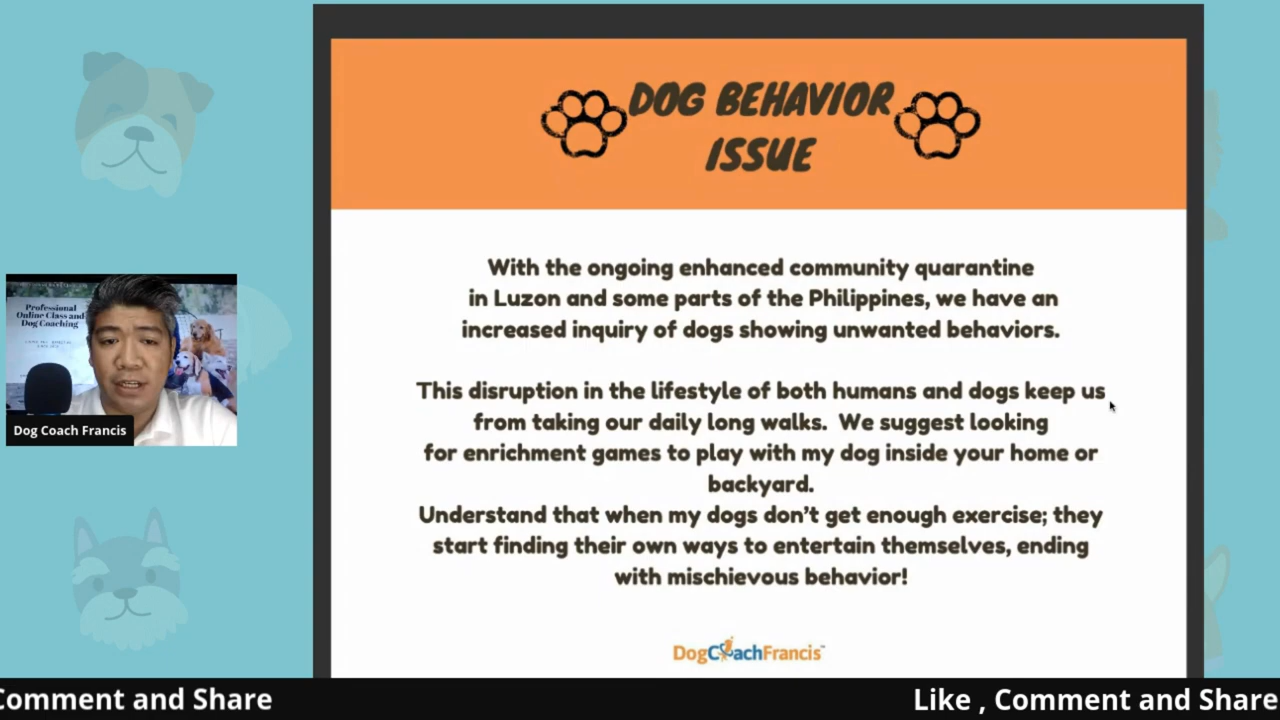 DOG BEHAVIOR
ISSUE
With the ongoing enhanced community quarantine
in Luzon and some parts of the Philippines, we have an
increased inquiry of dogs showing unwanted behaviors.
This disruption in the lifestyle of both humans and dogs keep us
from taking our daily long walks. We suggest looking
for enrichment games to play with my dog inside your home or
backyard.
Understand that when my dogs don't get enough exercise; they
start finding their own ways to entertain themselves, ending
with mischievous behavior!
DogCoachFrancis
Professional
Online Class and
Dog Coaching
Dog Coach Francis
Comment and Share
Like , Comment and Share